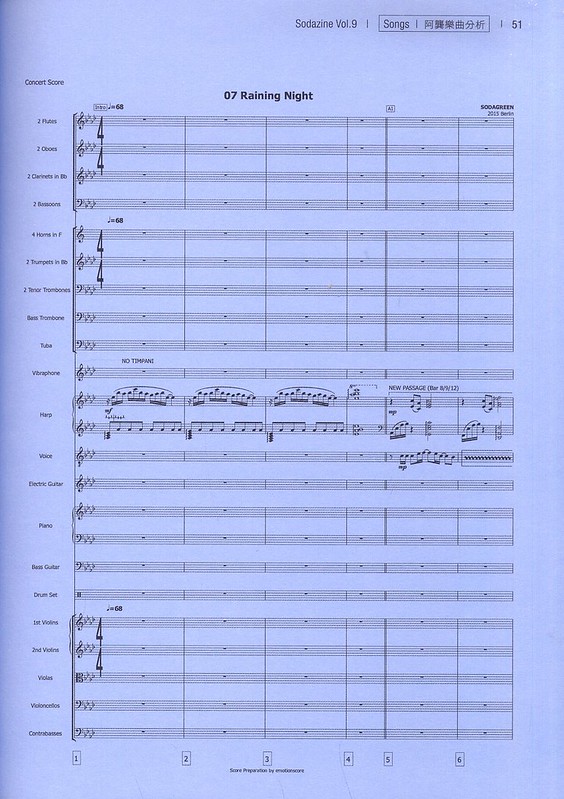 Sodazine Vol.9 | Songs | 阿龔樂曲分析 | 51
Concert Score
07 Raining Night
Intro ♩=68
A1
SODAGREEN
2015 Berlin
2 Flutes
2 Oboes
2 Clarinets in Bb
2 Bassoons
♩=68
4 Horns in F
2 Trumpets in Bb
2 Tenor Trombones
Bass Trombone
Tuba
NO TIMPANI
Vibraphone
NEW PASSAGE (Bar 8/9/12)
Harp
mf
mp
Voice
mp
Electric Guitar
Piano
Bass Guitar
Drum Set
♩=68
1st Violins
2nd Violins
Violas
Violoncellos
Contrabasses
1 2 3 4 5 6
Score Preparation by emotionscore